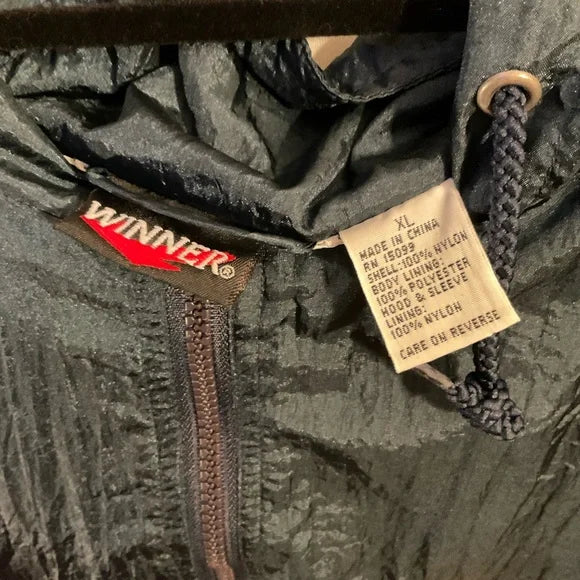 WINNER®
XL
MADE IN CHINA
RN 15099
SHELL:100% NYLON
BODY LINING:
100% POLYESTER
HOOD & SLEEVE
LINING:
100% NYLON
CARE ON REVERSE